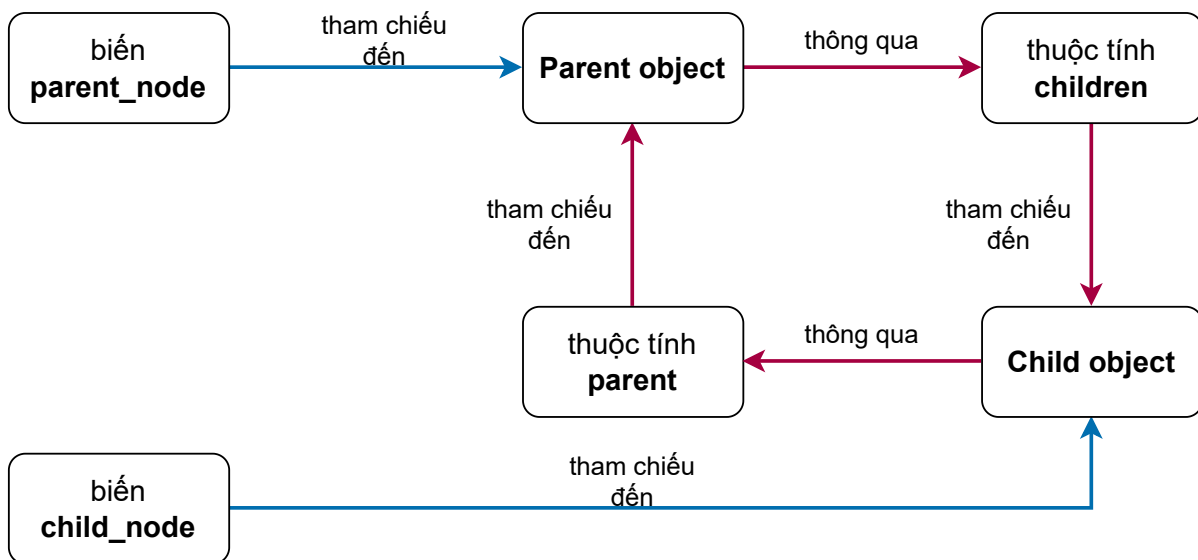 biến
parent_node
tham chiếu
đến
Parent object
thông qua
thuộc tính
children
tham chiếu
đến
tham chiếu
đến
thuộc tính
parent
thông qua
Child object
biến
child_node
tham chiếu
đến